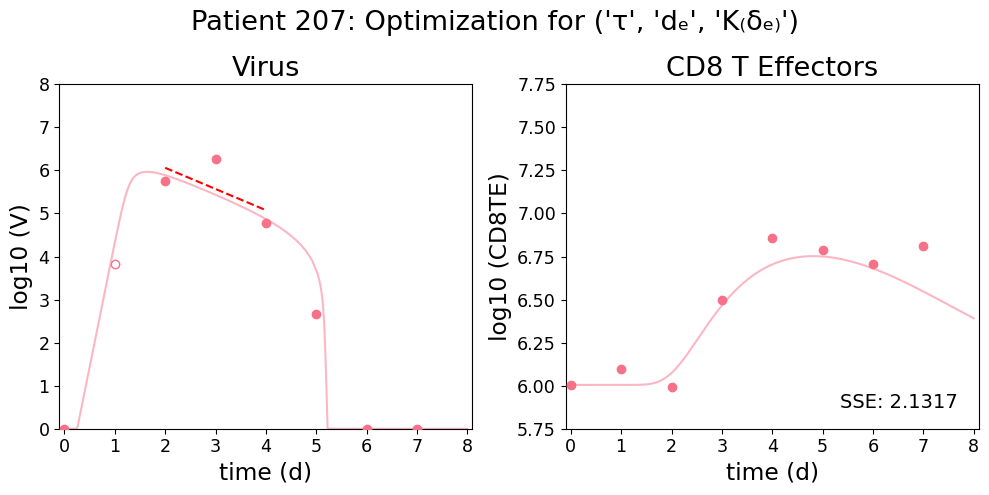 Patient 207: Optimization for ('τ', 'dₑ', 'K₍δₑ₎')
Virus
CD8 T Effectors
log10 (V)
8
7
6
5
4
3
2
1
0
0 1 2 3 4 5 6 7 8
time (d)
log10 (CD8TE)
7.75
7.50
7.25
7.00
6.75
6.50
6.25
6.00
5.75
SSE: 2.1317
0 1 2 3 4 5 6 7 8
time (d)